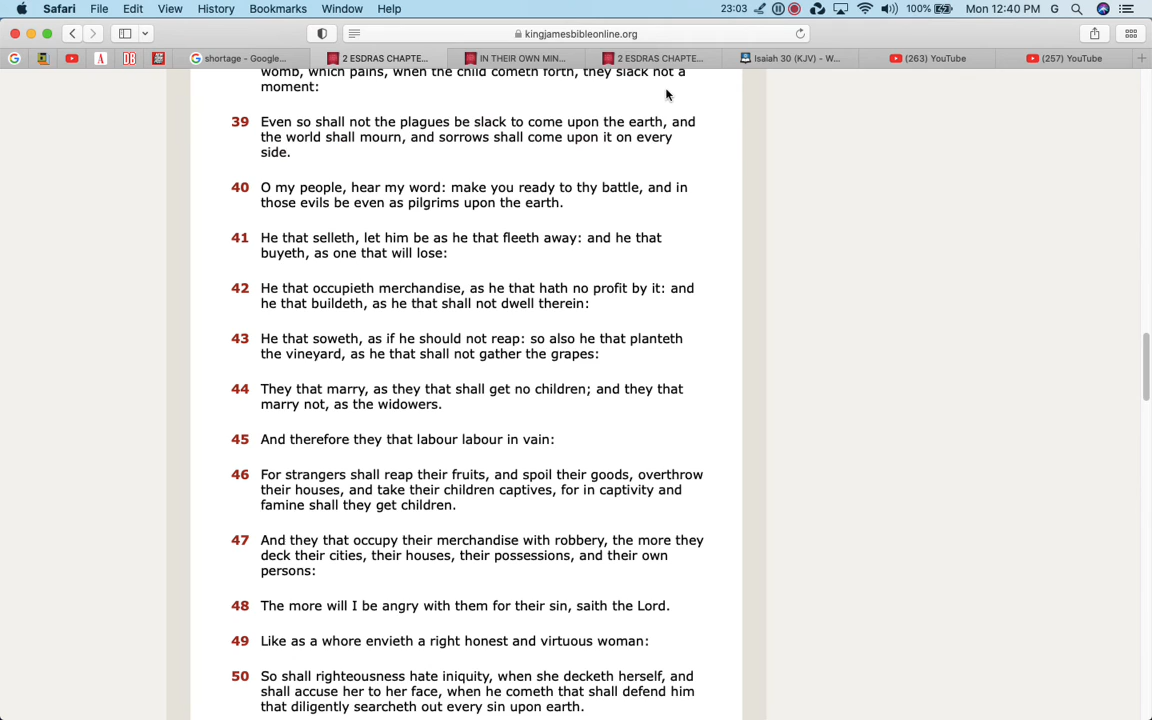 Safari File Edit View History Bookmarks Window Help 23:03 100% Mon 12:40 PM G
kingjamesbibleonline.org
shortage - Google... 2 ESDRAS CHAPTE... IN THEIR OWN MIN... 2 ESDRAS CHAPTE... Isaiah 30 (KJV) - W... (263) YouTube (257) YouTube
womb, which pains, when the child cometh forth, they slack not a
moment:
39 Even so shall not the plagues be slack to come upon the earth, and
the world shall mourn, and sorrows shall come upon it on every
side.
40 O my people, hear my word: make you ready to thy battle, and in
those evils be even as pilgrims upon the earth.
41 He that selleth, let him be as he that fleeth away: and he that
buyeth, as one that will lose:
42 He that occupieth merchandise, as he that hath no profit by it: and
he that buildeth, as he that shall not dwell therein:
43 He that soweth, as if he should not reap: so also he that planteth
the vineyard, as he that shall not gather the grapes:
44 They that marry, as they that shall get no children; and they that
marry not, as the widowers.
45 And therefore they that labour labour in vain:
46 For strangers shall reap their fruits, and spoil their goods, overthrow
their houses, and take their children captives, for in captivity and
famine shall they get children.
47 And they that occupy their merchandise with robbery, the more they
deck their cities, their houses, their possessions, and their own
persons:
48 The more will I be angry with them for their sin, saith the Lord.
49 Like as a whore envieth a right honest and virtuous woman:
50 So shall righteousness hate iniquity, when she decketh herself, and
shall accuse her to her face, when he cometh that shall defend him
that diligently searcheth out every sin upon earth.